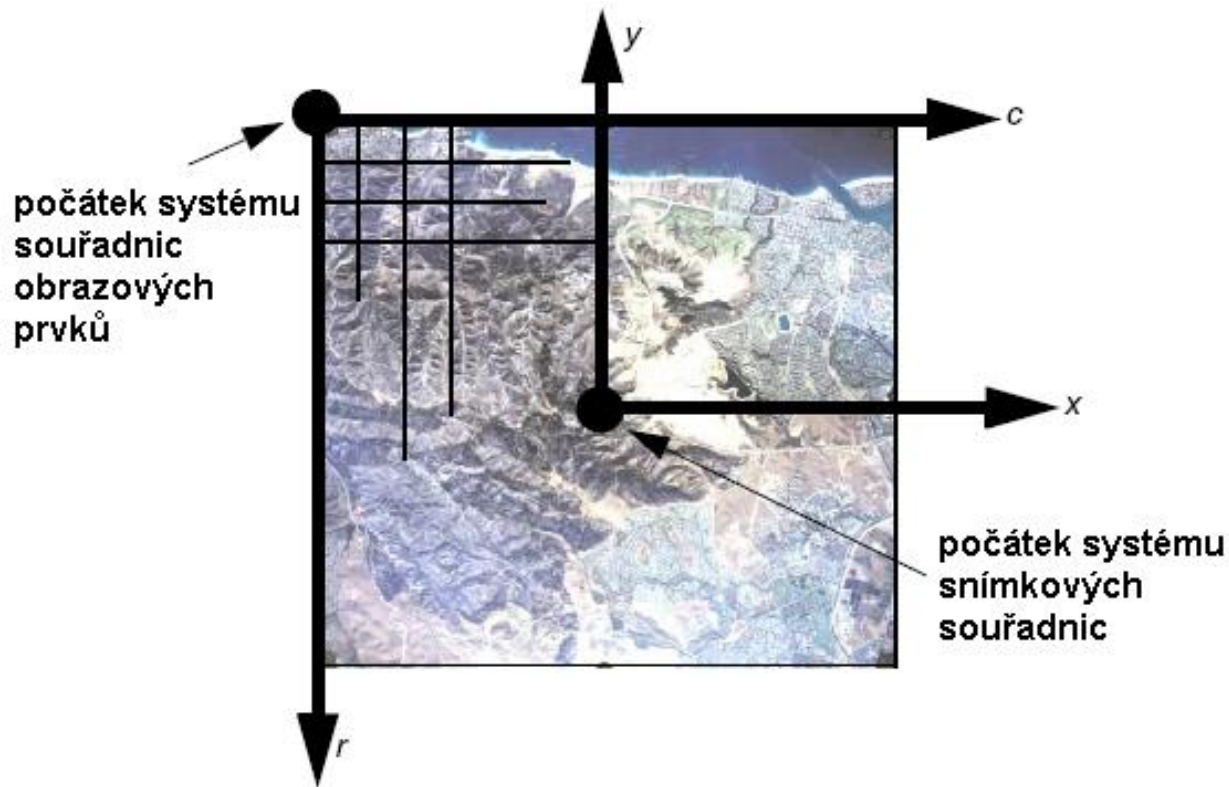 y
c
počátek systému
souřadnic
obrazových
prvků
x
počátek systému
snímkových
souřadnic
r